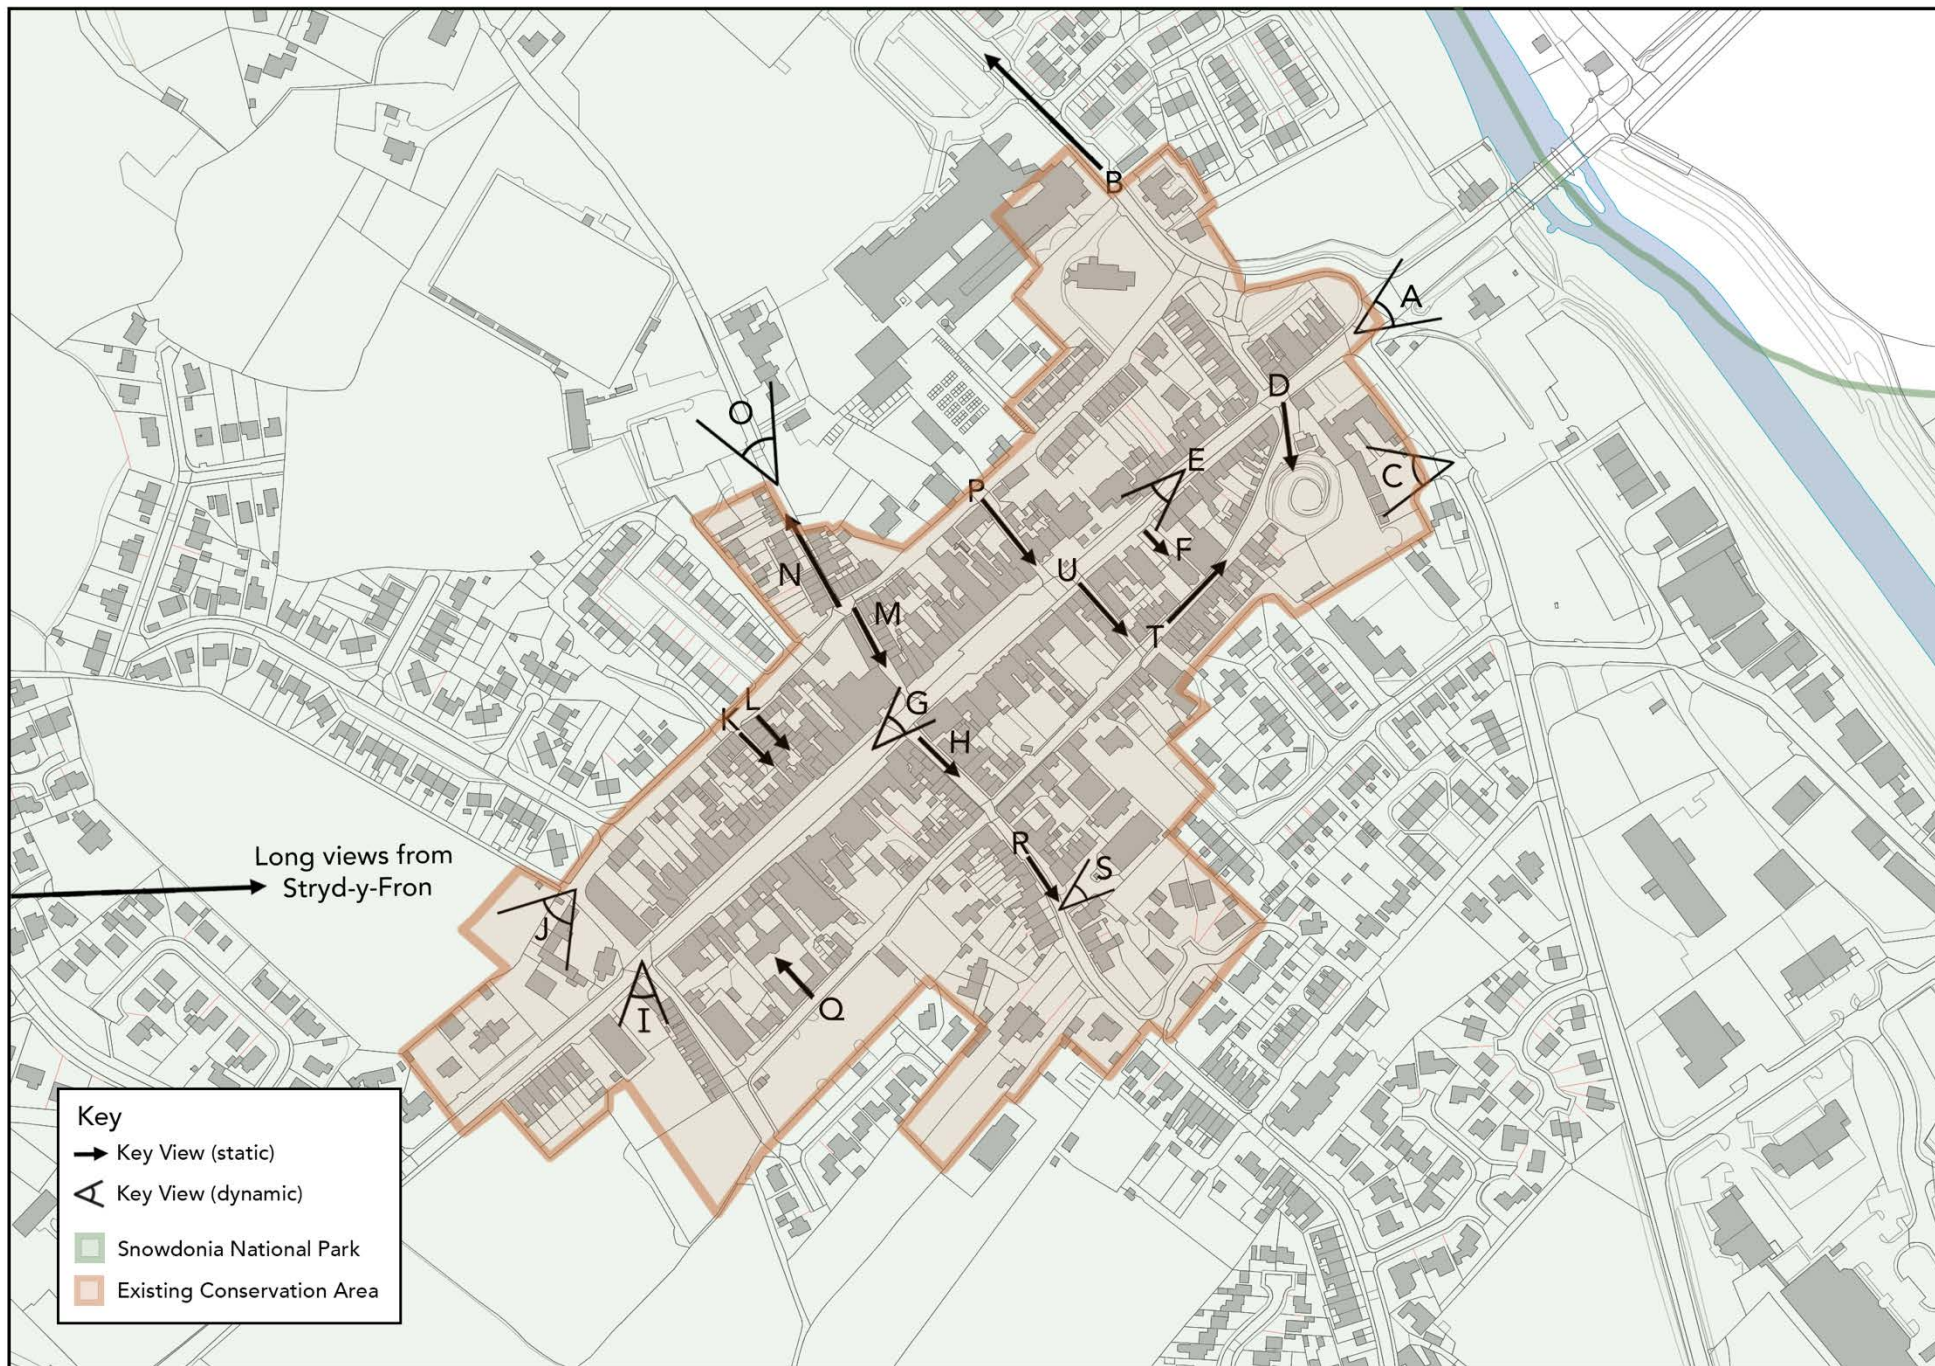 B
A
D
O
C
E
P
F
U
N
M
T
L
G
K
H
R
S
Long views from
Stryd-y-Fron
J
Q
I
Key
Key View (static)
Key View (dynamic)
Snowdonia National Park
Existing Conservation Area